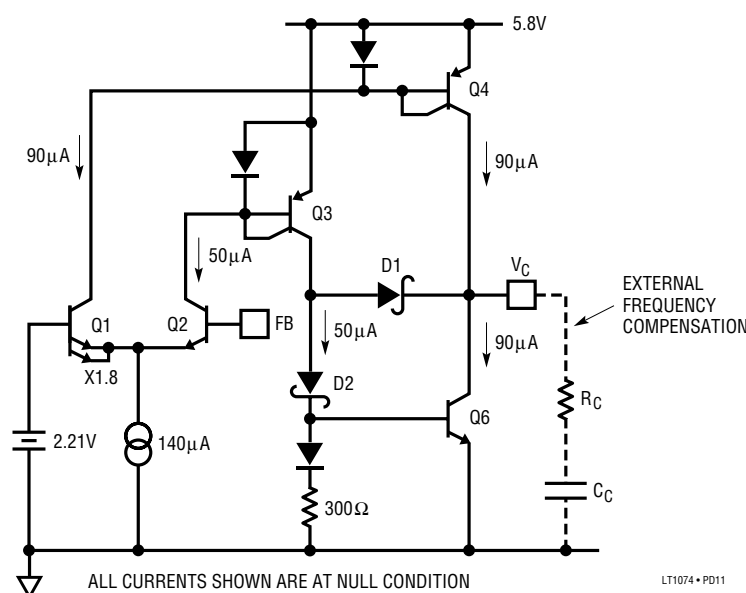 5.8V
Q4
90µA
90µA
Q3
50µA
D1
V_C
EXTERNAL
FREQUENCY
COMPENSATION
Q1
Q2
FB
50µA
90µA
X1.8
D2
R_C
Q6
2.21V
140µA
300Ω
C_C
ALL CURRENTS SHOWN ARE AT NULL CONDITION
LT1074 • PD11